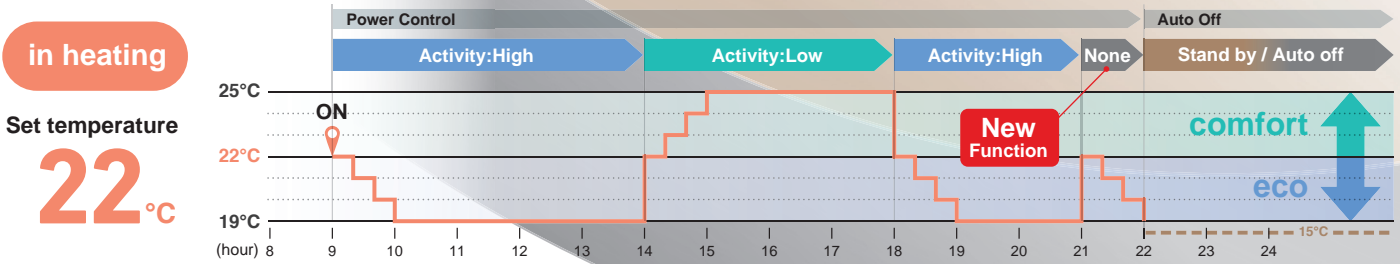 Power Control
Auto Off
in heating
Activity:High
Activity:Low
Activity:High
None
Stand by / Auto off
25°C
ON
Set temperature
22°C
New
Function
comfort
22°C
eco
19°C
15°C
(hour) 8 9 10 11 12 13 14 15 16 17 18 19 20 21 22 23 24